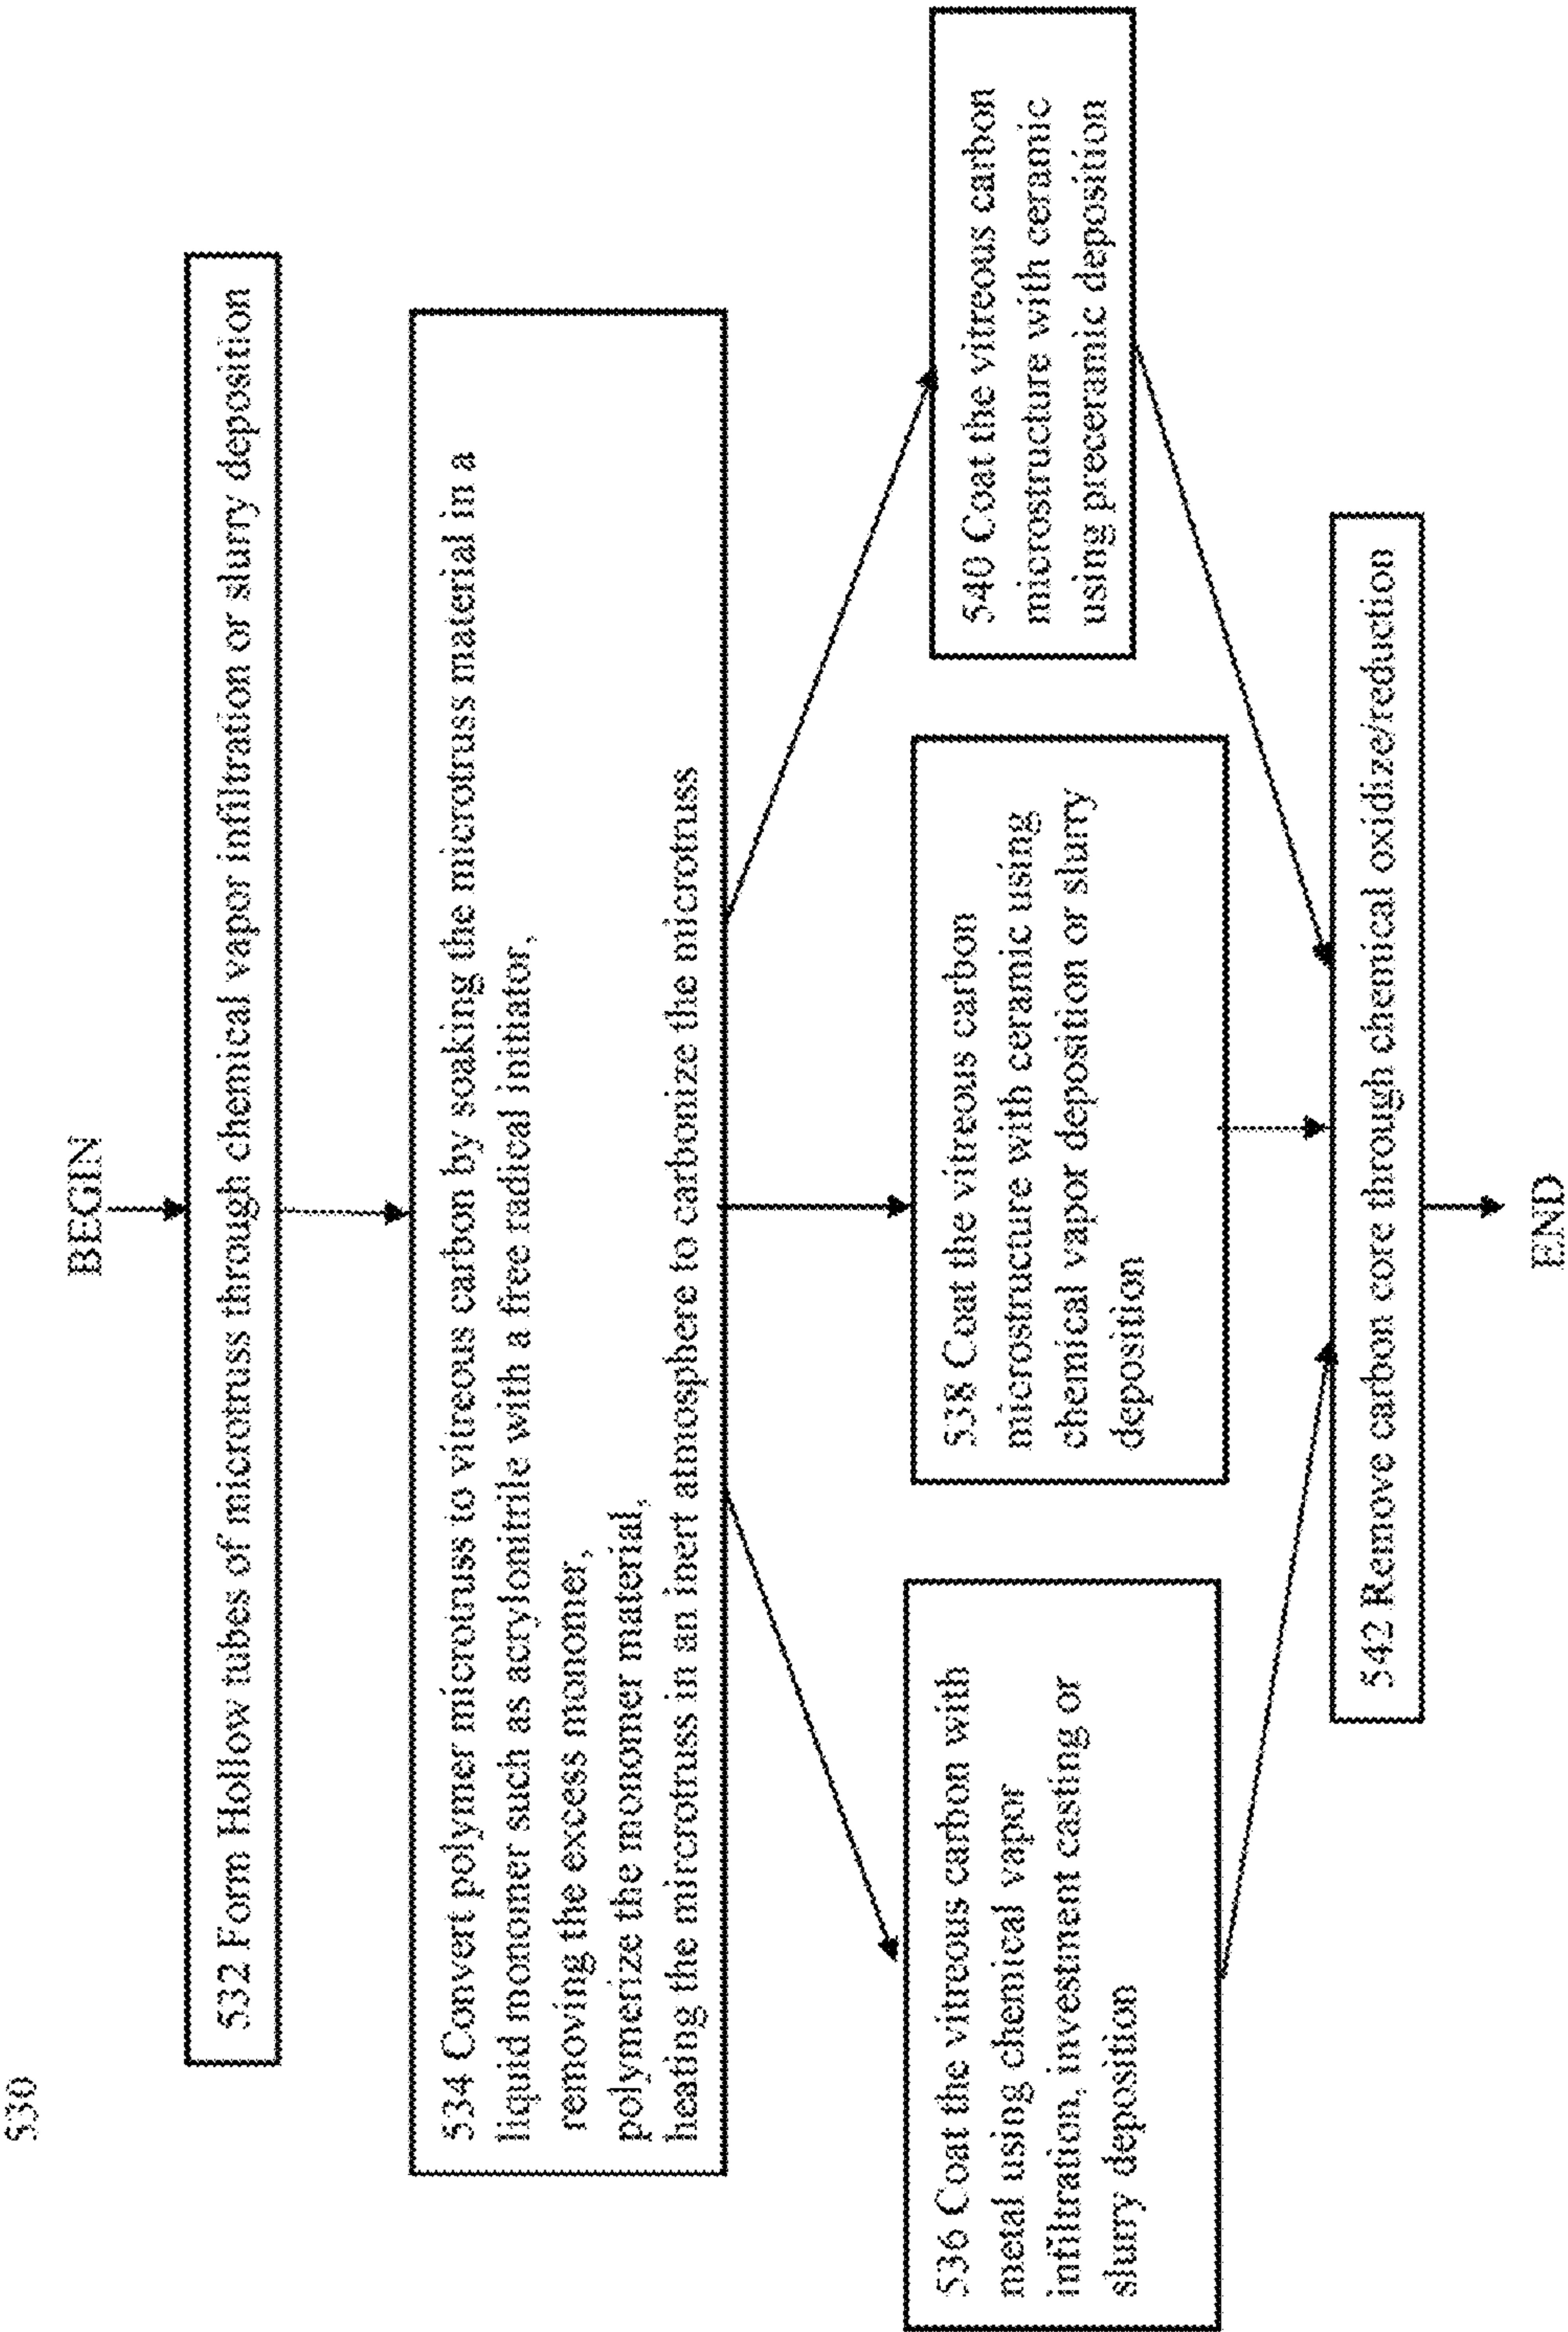 530
BEGIN
532 Form Hollow tubes of microtruss through chemical vapor infiltration or slurry deposition
534 Convert polymer microtruss to vitreous carbon by soaking the microtruss material in a
liquid monomer such as acrylonitrile with a free radical initiator,
removing the excess monomer,
polymerize the monomer material,
heating the mircrotruss in an inert atmosphere to carbonize the microtruss
536 Coat the vitreous carbon with
metal using chemical vapor
infiltration, investment casting or
slurry deposition
538 Coat the vitreous carbon
microstructure with ceramic using
chemical vapor deposition or slurry
deposition
540 Coat the vitreous carbon
microstructure with ceramic
using preceramic deposition
542 Remove carbon core through chemical oxidize/reduction
END